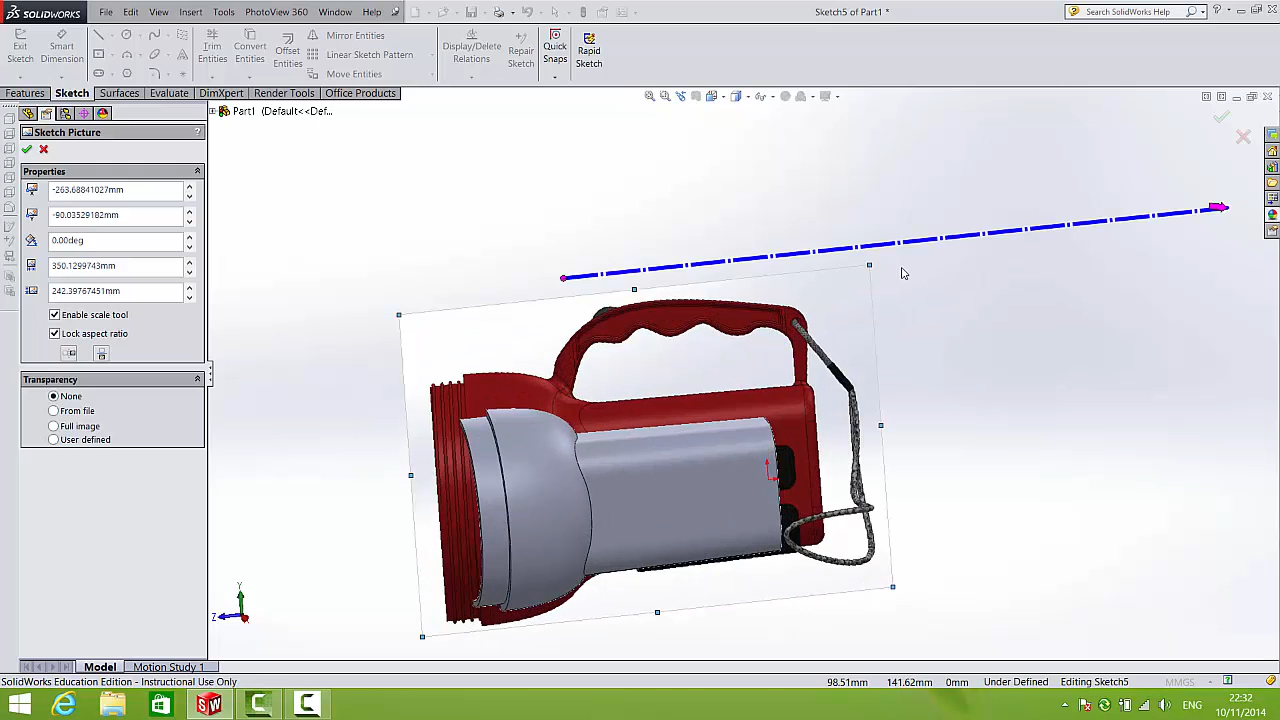 SOLIDWORKS File Edit View Insert Tools PhotoView 360 Window Help Sketch5 of Part1 * Search SolidWorks Help
Exit Sketch
Smart Dimension
Trim Entities
Convert Entities
Offset Entities
Mirror Entities
Linear Sketch Pattern
Move Entities
Display/Delete Relations
Repair Sketch
Quick Snaps
Rapid Sketch
Features Sketch Surfaces Evaluate DimXpert Render Tools Office Products
Part1 (Default<<Def...
Sketch Picture ?
Properties
-263.68841027mm
-90.03529182mm
0.00deg
350.1299743mm
242.39767451mm
Enable scale tool
Lock aspect ratio
Transparency
None
From file
Full image
User defined
Y
Z
Model Motion Study 1
SolidWorks Education Edition - Instructional Use Only 98.51mm 141.62mm 0mm Under Defined Editing Sketch5 MMGS - ?
ENG 22:32
10/11/2014